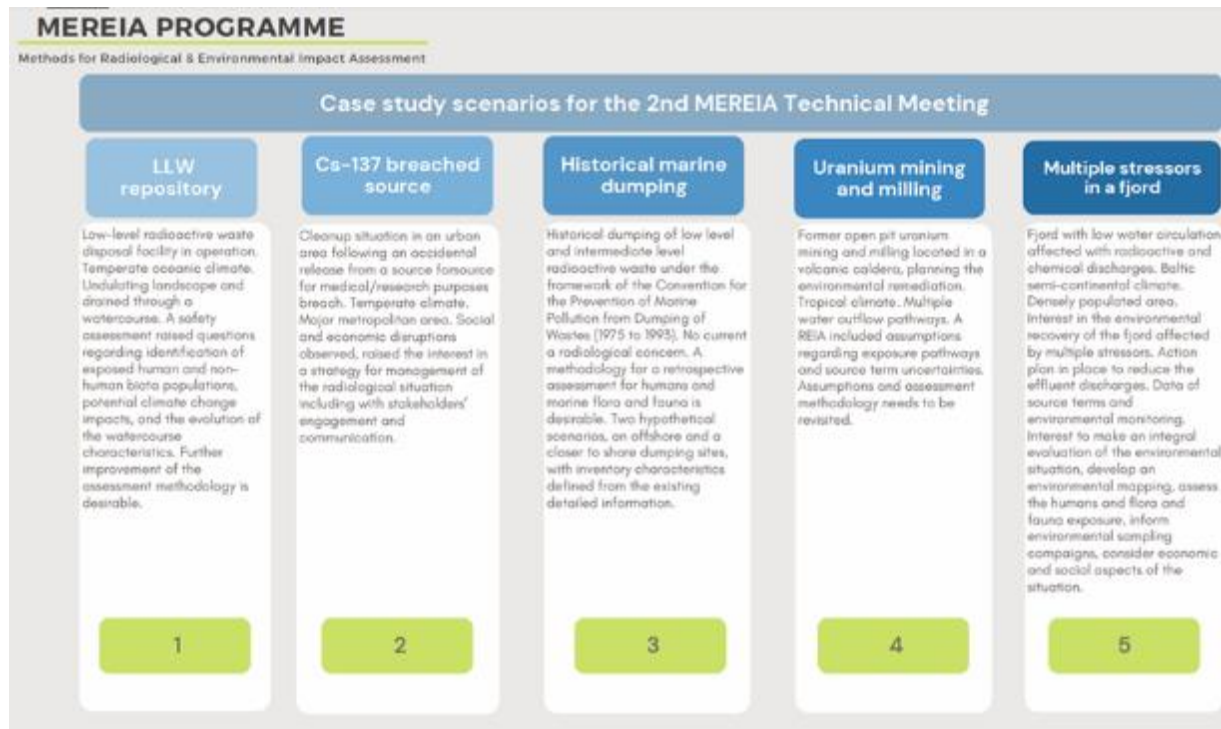 MEREIA PROGRAMME
Methods for Radiological & Environmental Impact Assessment
Case study scenarios for the 2nd MEREIA Technical Meeting
LLW
repository
Low-level radioactive waste
disposal facility in operation.
Temperate oceanic climate.
Undulating landscape and
drained through a
watercourse. A safety
assessment raised questions
regarding identification of
exposed human and non-
human biota populations,
potential climate change
impacts, and the evolution of
the watercourse
characteristics. Further
improvement of the
assessment methodology is
desirable.
1
Cs-137 breached
source
Cleanup situation in an urban
area following an accidental
release from a source forsource
for medical/research purposes
breach. Temperate climate.
Major metropolitan area. Social
and economic disruptions
observed, raised the interest in
a strategy for management of
the radiological situation
including with stakeholders'
engagement and
communication.
2
Historical marine
dumping
Historical dumping of low level
and intermediate level
radioactive waste under the
framework of the Convention for
the Prevention of Marine
Pollution from Dumping of
Wastes (1975 to 1993). No current
a radiological concern. A
methodology for a retrospective
assessment for humans and
marine flora and fauna is
desirable. Two hypothetical
scenarios, an offshore and a
closer to shore dumping sites,
with inventory characteristics
defined from the existing
detailed information.
3
Uranium mining
and milling
Former open pit uranium
mining and milling located in a
volcanic caldera, planning the
environmental remediation.
Tropical climate. Multiple
water outflow pathways. A
REIA included assumptions
regarding exposure pathways
and source term uncertainties.
Assumptions and assessment
methodology needs to be
revisited.
4
Multiple stressors
in a fjord
Fjord with low water circulation
affected with radioactive and
chemical discharges. Baltic
semi-continental climate.
Densely populated area.
Interest in the environmental
recovery of the fjord affected
by multiple stressors. Action
plan in place to reduce the
effluent discharges. Data of
source terms and
environmental monitoring.
Interest to make an integral
evaluation of the environmental
situation, develop an
environmental mapping, assess
the humans and flora and
fauna exposure, inform
environmental sampling
campaigns, consider economic
and social aspects of the
situation.
5